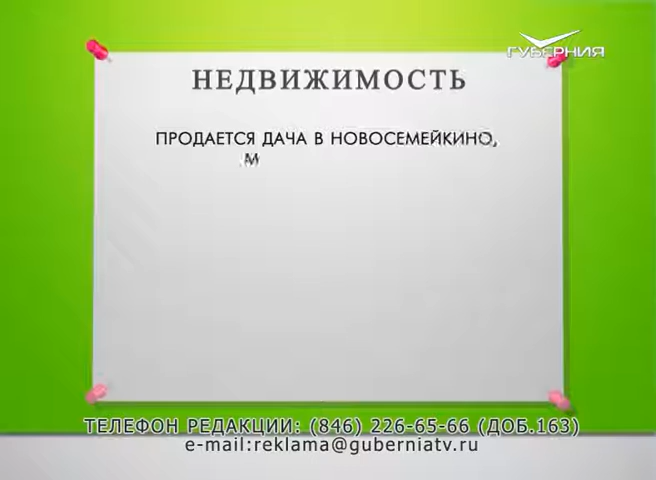 ГУБЕРНИЯ
НЕДВИЖИМОСТЬ
ПРОДАЕТСЯ ДАЧА В НОВОСЕМЕЙКИНО,
М
ТЕЛЕФОН РЕДАКЦИИ: (846) 226-65-66 (ДОБ.163)
e-mail:reklama@guberniatv.ru